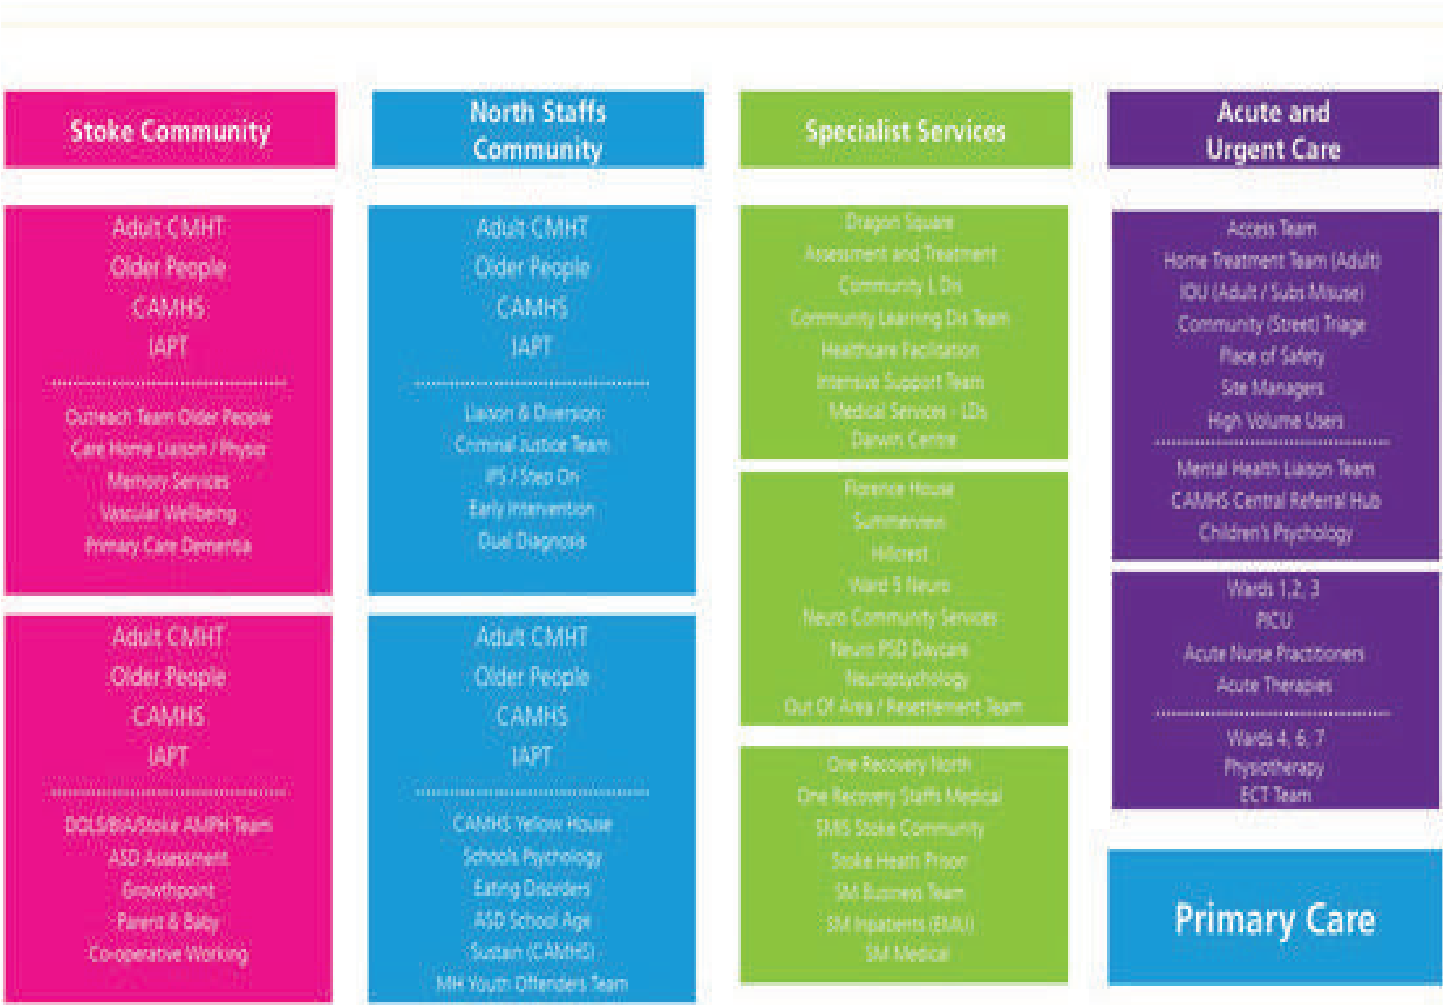 Stoke Community
Adult CMHT
Older People
CAMHS
IAPT
Outreach Team Older People
Care Home Liaison / Physio
Memory Services
Vascular Wellbeing
Primary Care Dementia
Adult CMHT
Older People
CAMHS
IAPT
DOLS/BIA/Stoke AMPH Team
ASD Assessment
Growthpoint
Parent & Baby
Co-operative Working
North Staffs
Community
Adult CMHT
Older People
CAMHS
IAPT
Liaison & Diversion
Criminal Justice Team
IPS / Step On
Early Intervention
Dual Diagnosis
Adult CMHT
Older People
CAMHS
IAPT
CAMHS Yellow House
Schools Psychology
Eating Disorders
ASD School Age
Sustain (CAMHS)
MH Youth Offenders Team
Specialist Services
Dragon Square
Assessment and Treatment
Community L Dis
Community Learning Dis Team
Healthcare Facilitation
Intensive Support Team
Medical Services - LDs
Darwin Centre
Florence House
Summerview
Hillcrest
Ward 5 Neuro
Neuro Community Services
Neuro PSD Daycare
Neuropsychology
Out Of Area / Resettlement Team
One Recovery North
One Recovery Staffs Medical
SMS Stoke Community
Stoke Heath Prison
SM Business Team
SM Inpatients (EMU)
SM Medical
Acute and
Urgent Care
Access Team
Home Treatment Team (Adult)
IOU (Adult / Subs Misuse)
Community (Street) Triage
Place of Safety
Site Managers
High Volume Users
Mental Health Liaison Team
CAMHS Central Referral Hub
Children's Psychology
Wards 1,2, 3
PICU
Acute Nurse Practitioners
Acute Therapies
Wards 4, 6, 7
Physiotherapy
ECT Team
Primary Care